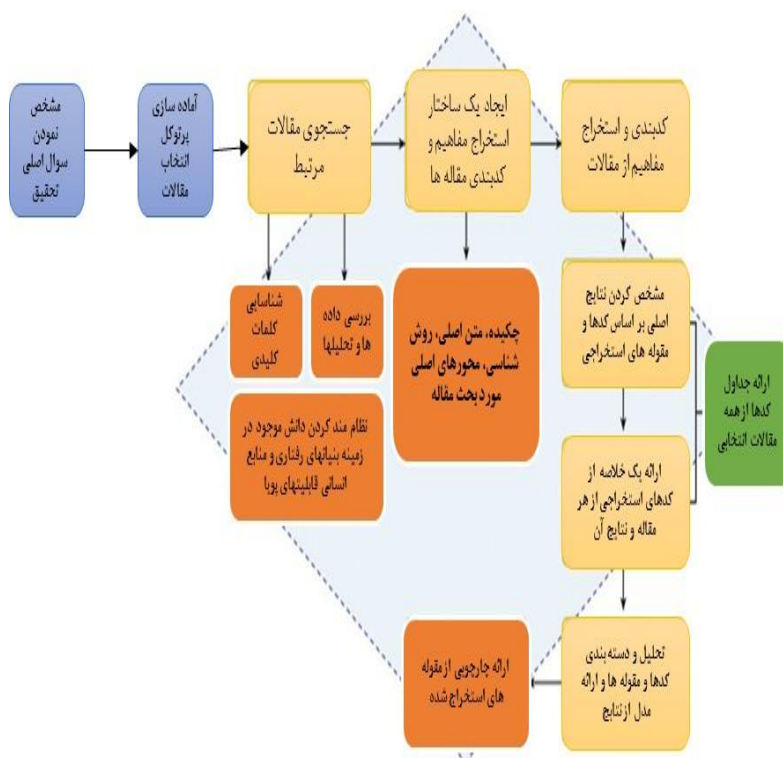 مشخص
نمودن
سوال اصلی
تحقیق
آماده سازی
پرتوکل
انتخاب
مقالات
جستجوی مقالات
مرتبط
ایجاد یک ساختار
استخراج مفاهیم و
کدبندی مقاله ها
کدبندی و استخراج
مفاهیم از مقالات
شناسایی
کلمات
کلیدی
بررسی داده
ها و تحلیلها
چکیده، متن اصلی، روش
شناسی، محورهای اصلی
مورد بحث مقاله
مشخص کردن نتایج
اصلی بر اساس کدها و
مقوله های استخراجی
ارائه جداول
کدها از همه
مقالات انتخابی
نظام مند کردن دانش موجود در
زمینه بنیانهای رفتاری و منابع
انسانی قابلیتهای پویا
ارائه یک خلاصه از
کدهای استخراجی از هر
مقاله و نتایج آن
تحلیل و دسته بندی
کدها و مقوله ها و ارائه
مدل از نتایج
ارائه چارچوبی از مقوله
های استخراج شده